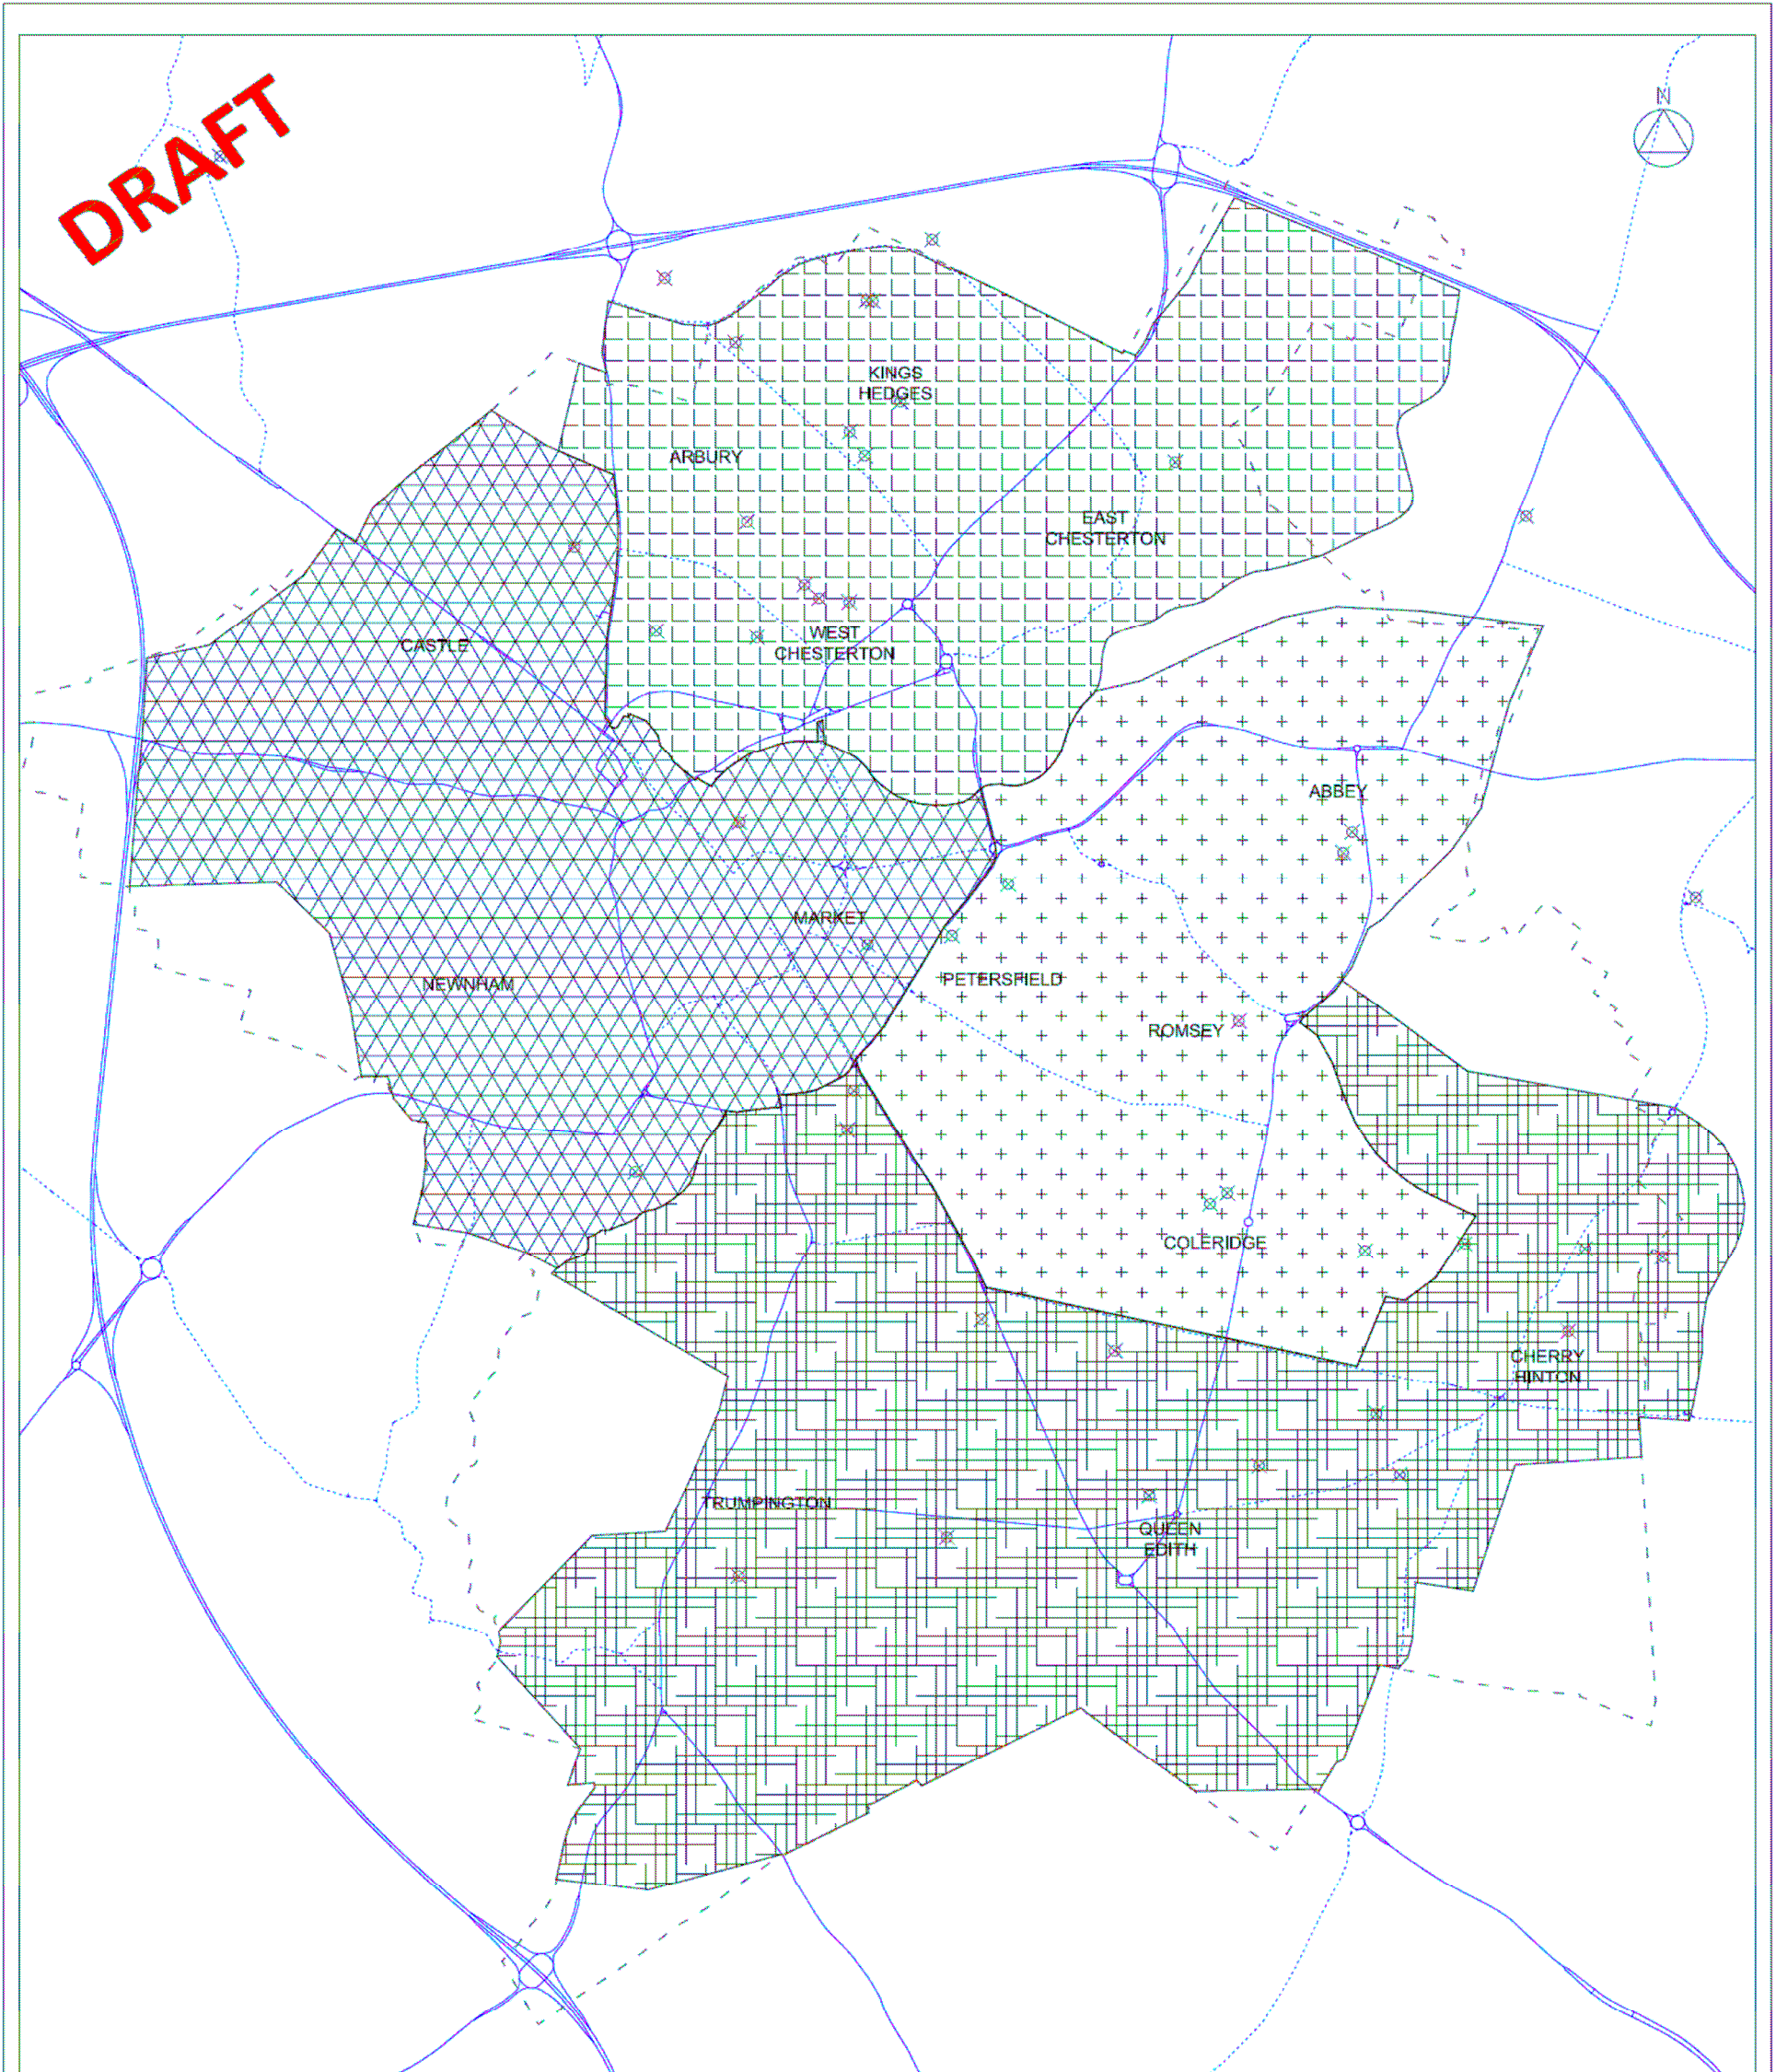 DRAFT
N
KINGS
HEDGES
ARBURY
EAST
CHESTERTON
WEST
CHESTERTON
CASTLE
ABBEY
MARKET
PETERSFIELD
NEWNHAM
ROMSEY
COLERIDGE
CHERRY
HINTON
TRUMPINGTON
QUEEN
EDITH